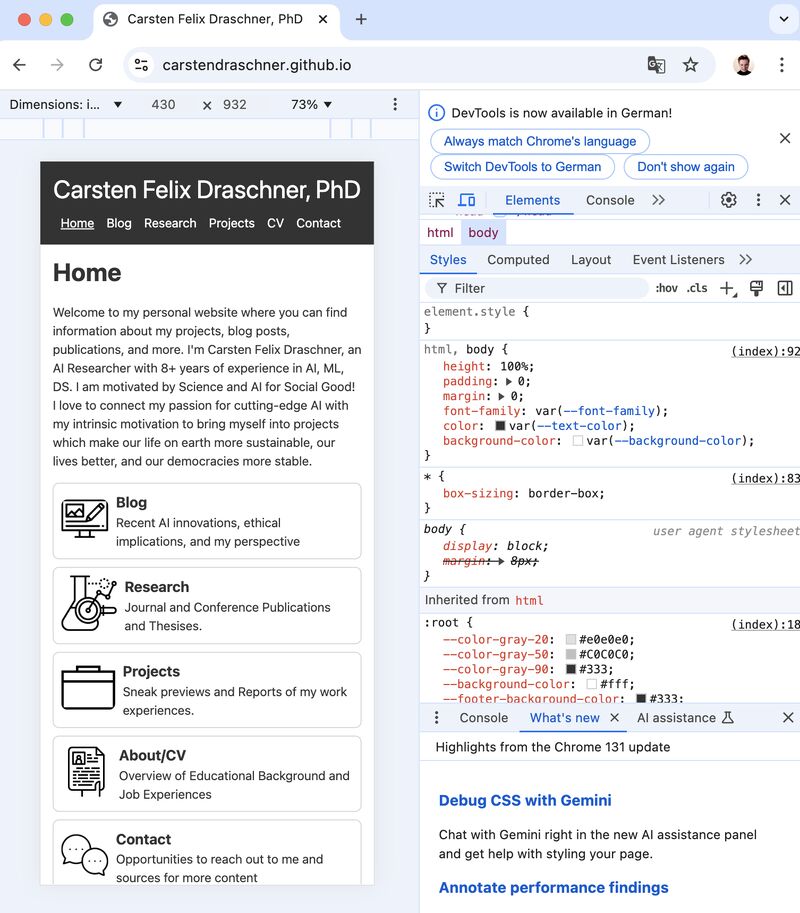 Carsten Felix Draschner, PhD
carstendraschner.github.io
Dimensions: i... 430 × 932 73%
Carsten Felix Draschner, PhD
Home Blog Research Projects CV Contact
Home
Welcome to my personal website where you can find
information about my projects, blog posts,
publications, and more. I'm Carsten Felix Draschner, an
AI Researcher with 8+ years of experience in AI, ML,
DS. I am motivated by Science and AI for Social Good!
I love to connect my passion for cutting-edge AI with
my intrinsic motivation to bring myself into projects
which make our life on earth more sustainable, our
lives better, and our democracies more stable.
Blog
Recent AI innovations, ethical
implications, and my perspective
Research
Journal and Conference Publications
and Thesises.
Projects
Sneak previews and Reports of my work
experiences.
About/CV
Overview of Educational Background and
Job Experiences
Contact
Opportunities to reach out to me and
sources for more content
DevTools is now available in German!
Always match Chrome's language
Switch DevTools to German Don't show again
Elements Console
html body
Styles Computed Layout Event Listeners
Filter :hov .cls
element.style {
}
html, body { (index):92
height: 100%;
padding: 0;
margin: 0;
font-family: var(--font-family);
color: var(--text-color);
background-color: var(--background-color);
}
* { (index):83
box-sizing: border-box;
}
body { user agent stylesheet
display: block;
margin: 8px;
}
Inherited from html
:root { (index):18
--color-gray-20: #e0e0e0;
--color-gray-50: #C0C0C0;
--color-gray-90: #333;
--background-color: #fff;
--footer-background-color: #333;
Console What's new AI assistance
Highlights from the Chrome 131 update
Debug CSS with Gemini
Chat with Gemini right in the new AI assistance panel
and get help with styling your page.
Annotate performance findings